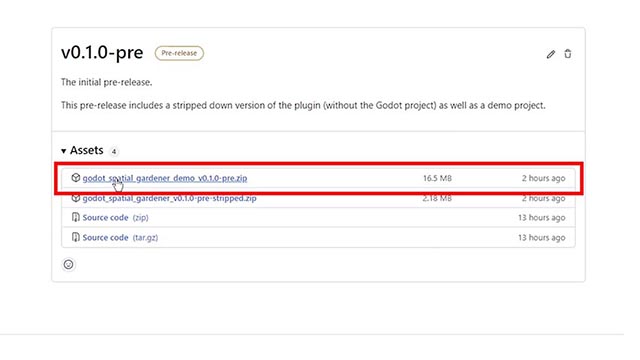 v0.1.0-pre Pre-release
The initial pre-release.
This pre-release includes a stripped down version of the plugin (without the Godot project) as well as a demo project.
Assets 4
godot_spatial_gardener_demo_v0.1.0-pre.zip 16.5 MB 2 hours ago
godot_spatial_gardener_v0.1.0-pre-stripped.zip 2.18 MB 2 hours ago
Source code (zip) 13 hours ago
Source code (tar.gz) 13 hours ago